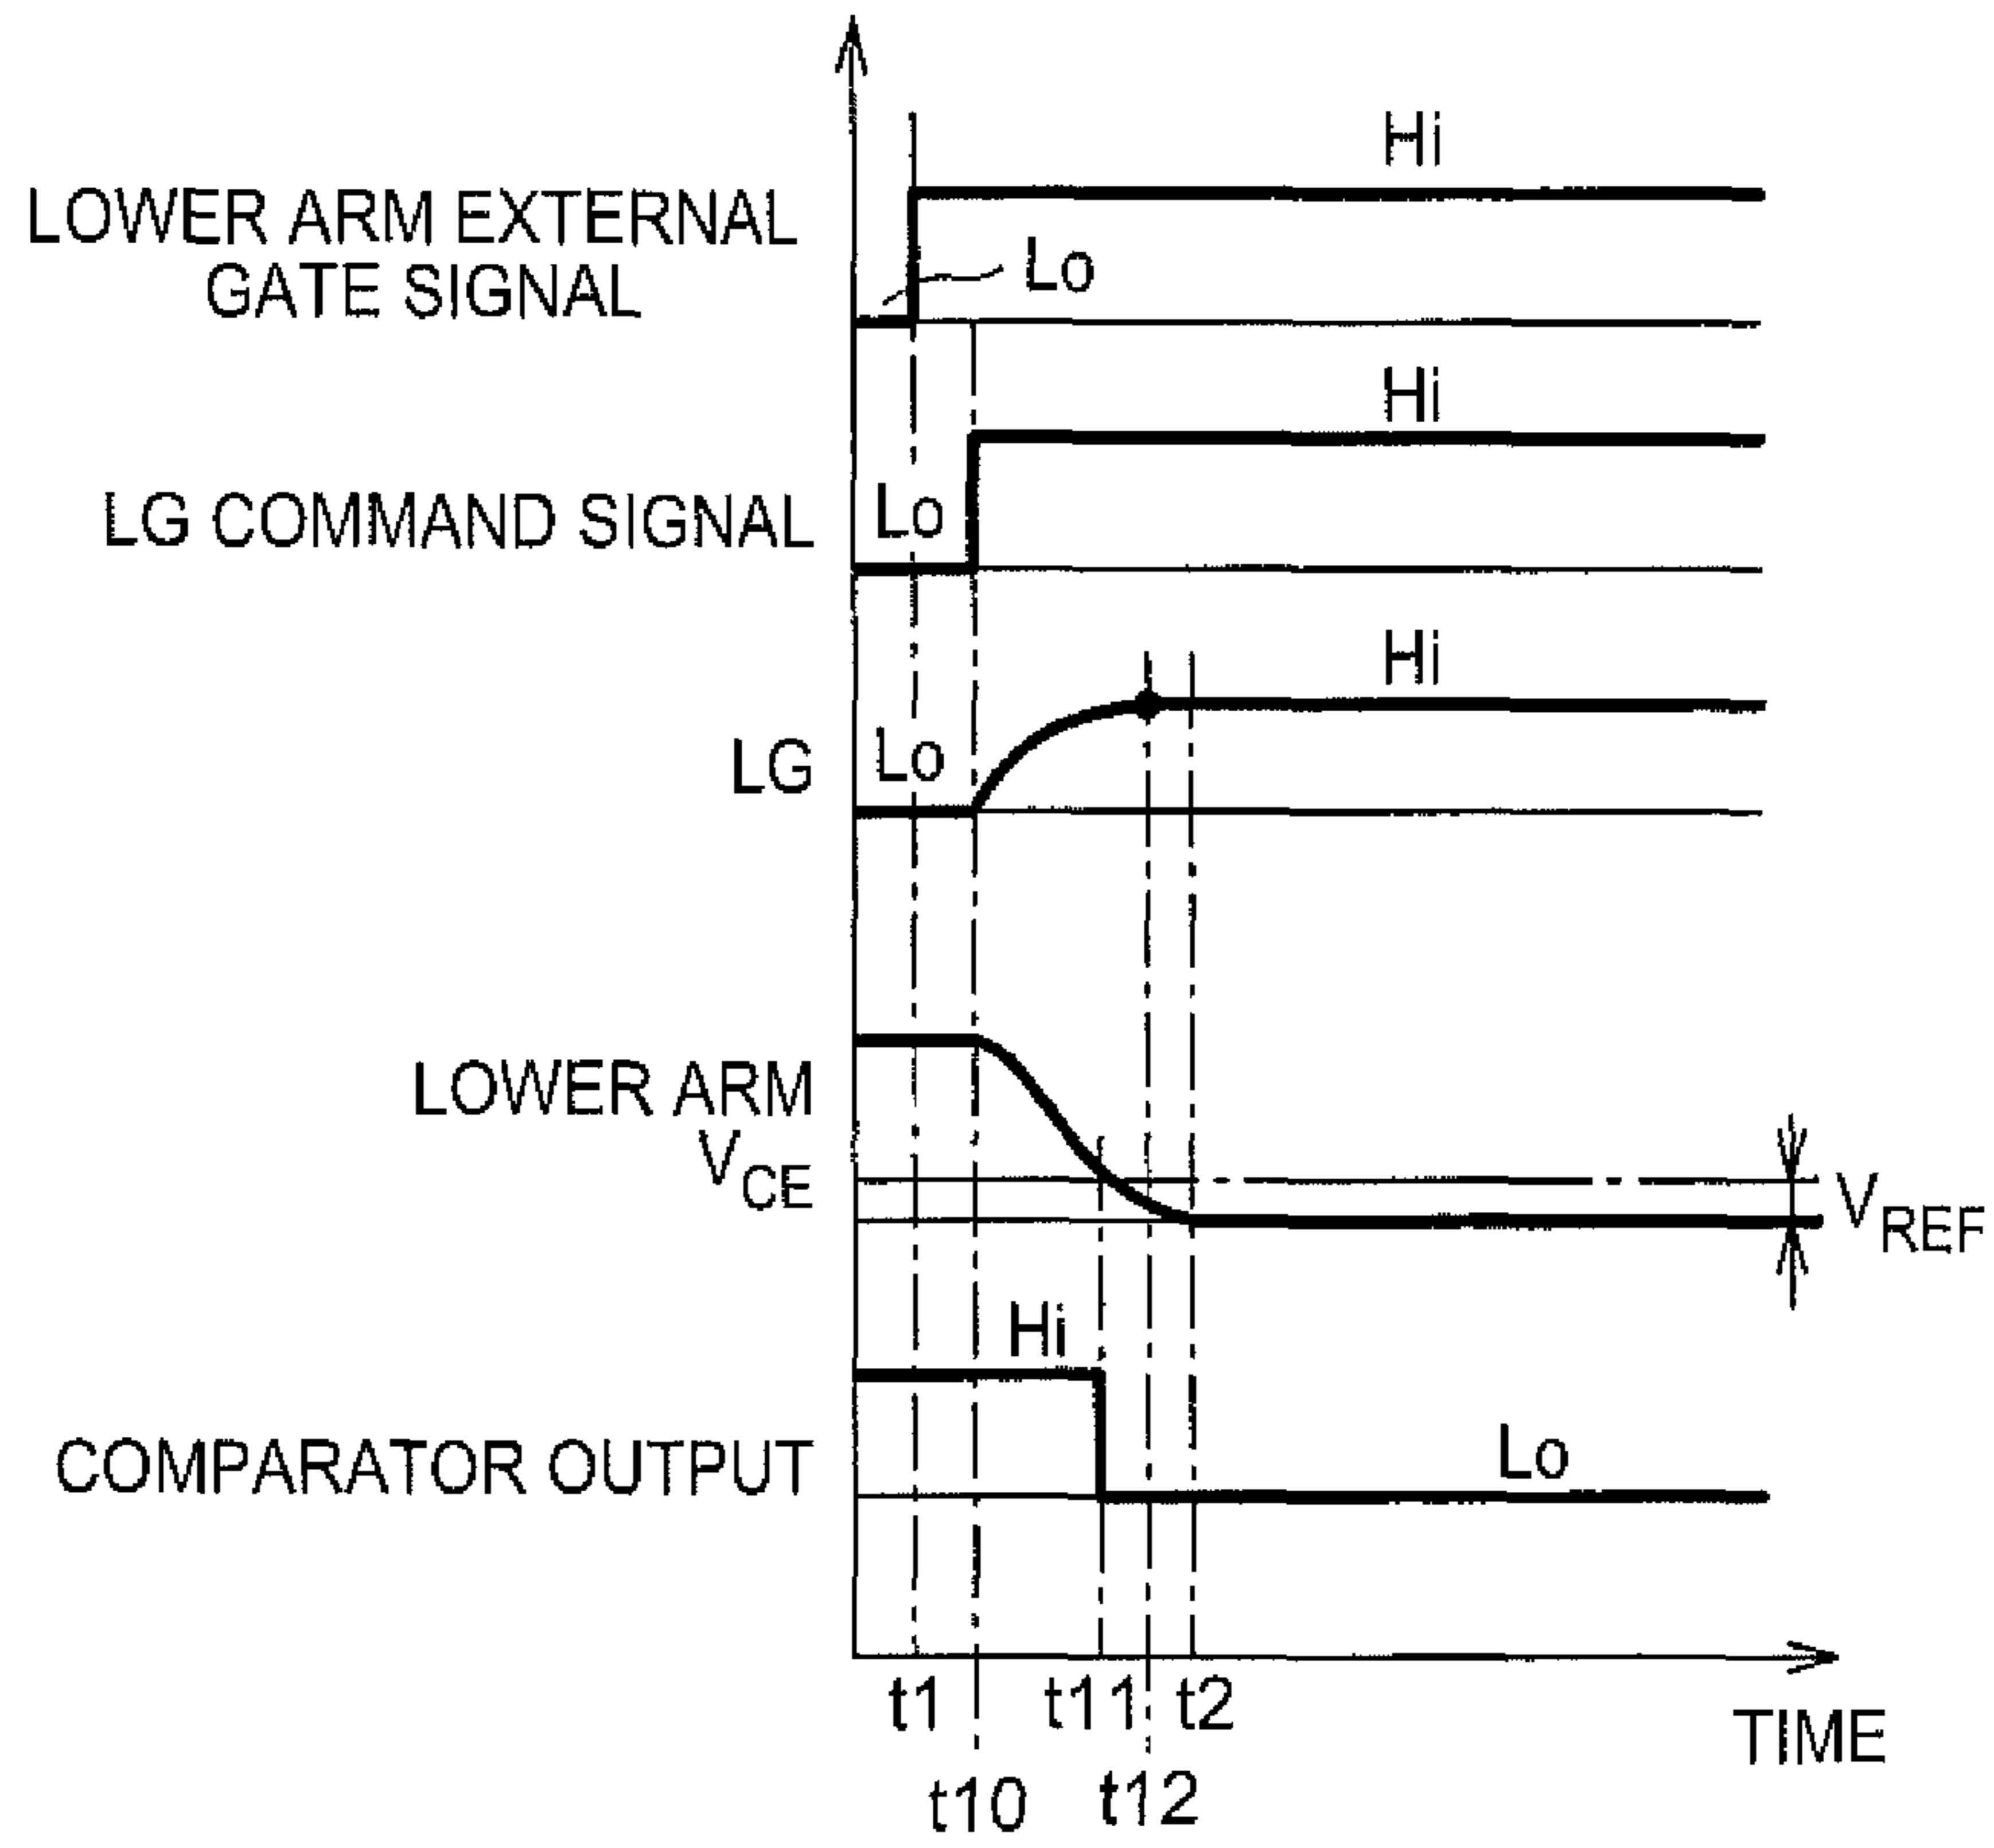 Hi
LOWER ARM EXTERNAL
GATE SIGNAL
Lo
Hi
LG COMMAND SIGNAL
Lo
Hi
LG
Lo
LOWER ARM
VCE
VREF
Hi
COMPARATOR OUTPUT
Lo
t1
t11
t2
TIME
t10
t12